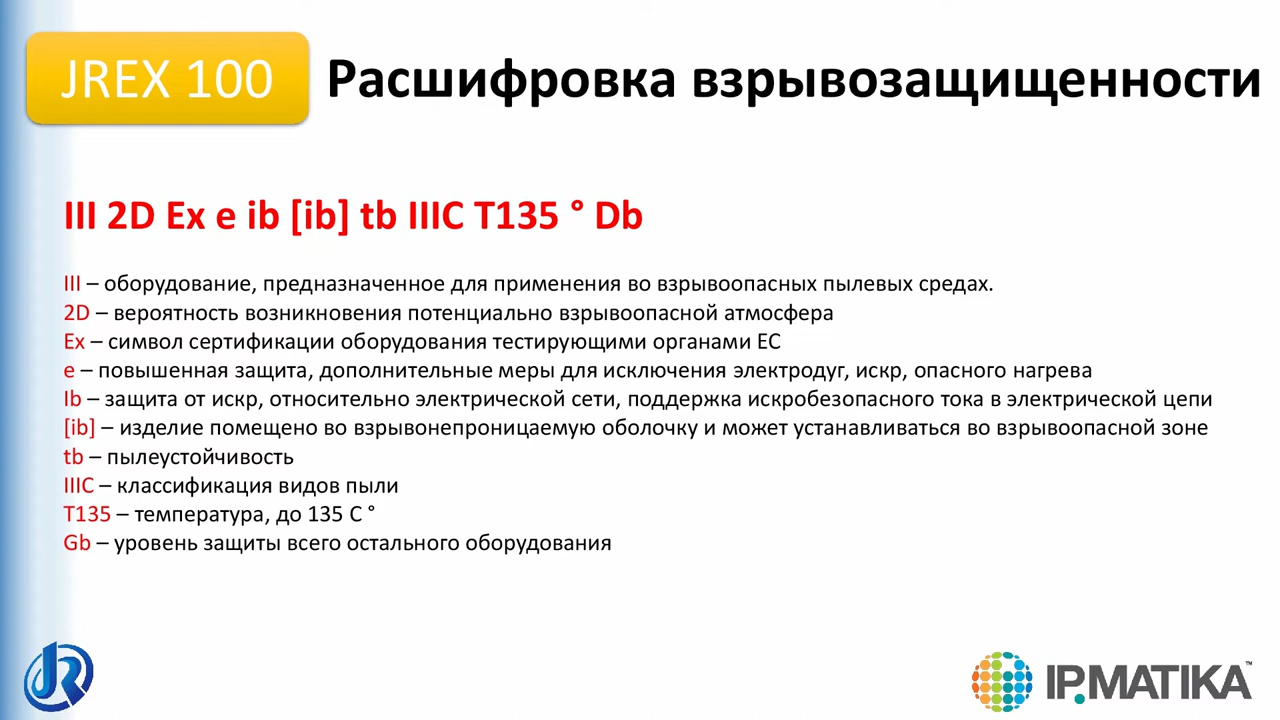 JREX 100
Расшифровка взрывозащищенности
III 2D Ex e ib [ib] tb IIIC T135 ° Db
III – оборудование, предназначенное для применения во взрывоопасных пылевых средах.
2D – вероятность возникновения потенциально взрывоопасной атмосфера
Ex – символ сертификации оборудования тестирующими органами ЕС
e – повышенная защита, дополнительные меры для исключения электродуг, искр, опасного нагрева
Ib – защита от искр, относительно электрической сети, поддержка искробезопасного тока в электрической цепи
[ib] – изделие помещено во взрывонепроницаемую оболочку и может устанавливаться во взрывоопасной зоне
tb – пылеустойчивость
IIIC – классификация видов пыли
T135 – температура, до 135 С °
Gb – уровень защиты всего остального оборудования
JR
IPMATIKA™